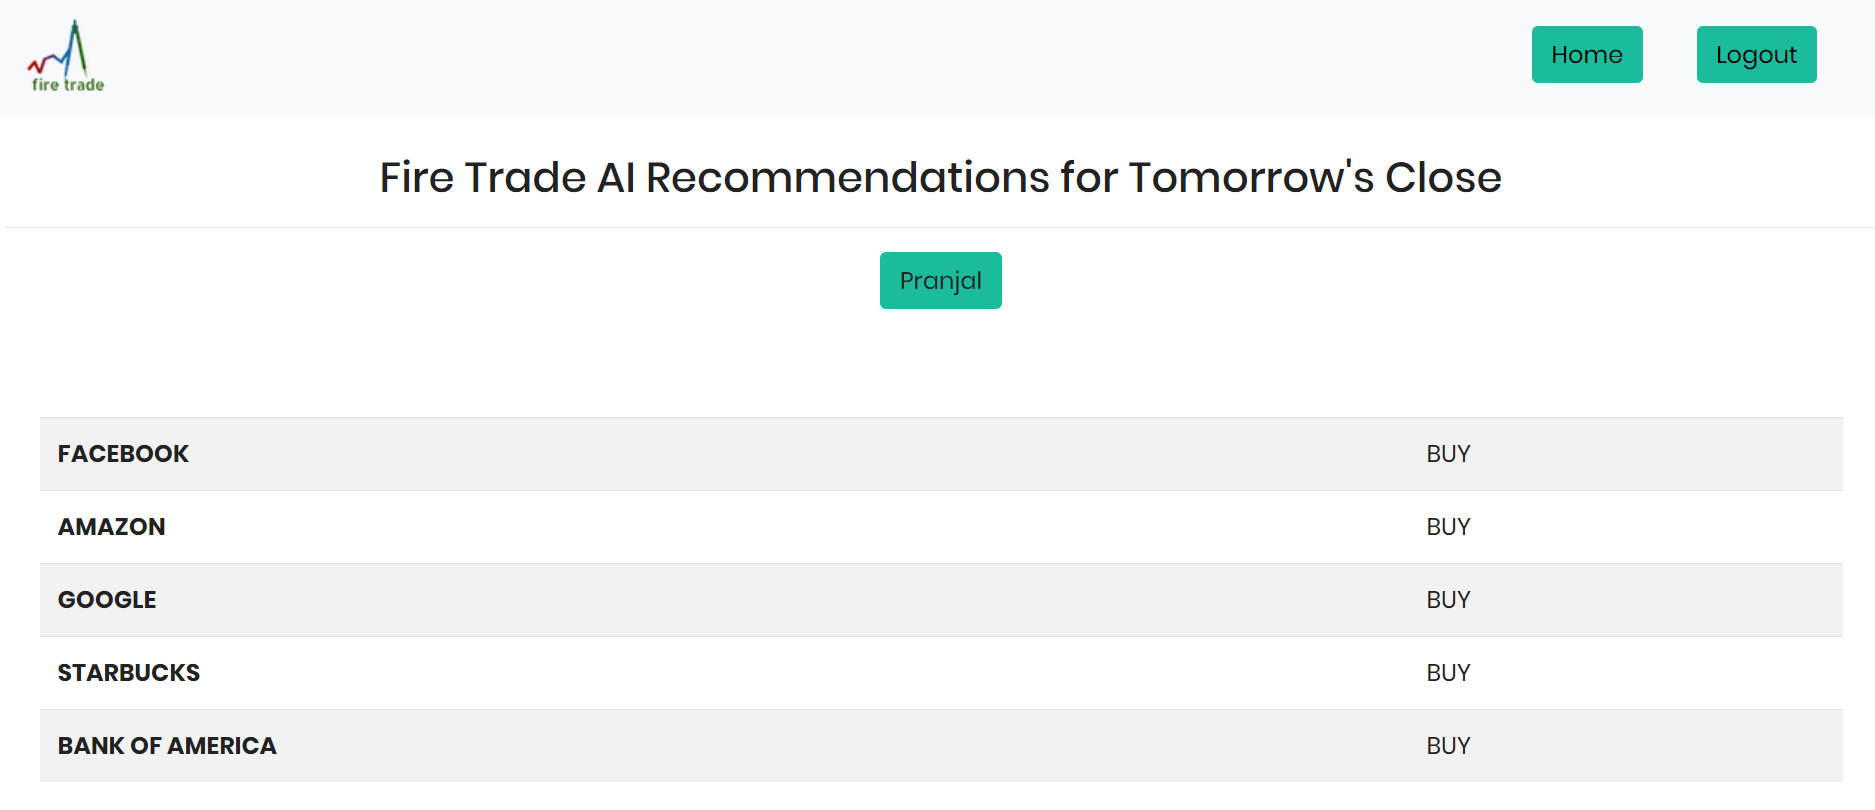 fire trade
Home
Logout
Fire Trade AI Recommendations for Tomorrow's Close
Pranjal
FACEBOOK BUY
AMAZON BUY
GOOGLE BUY
STARBUCKS BUY
BANK OF AMERICA BUY